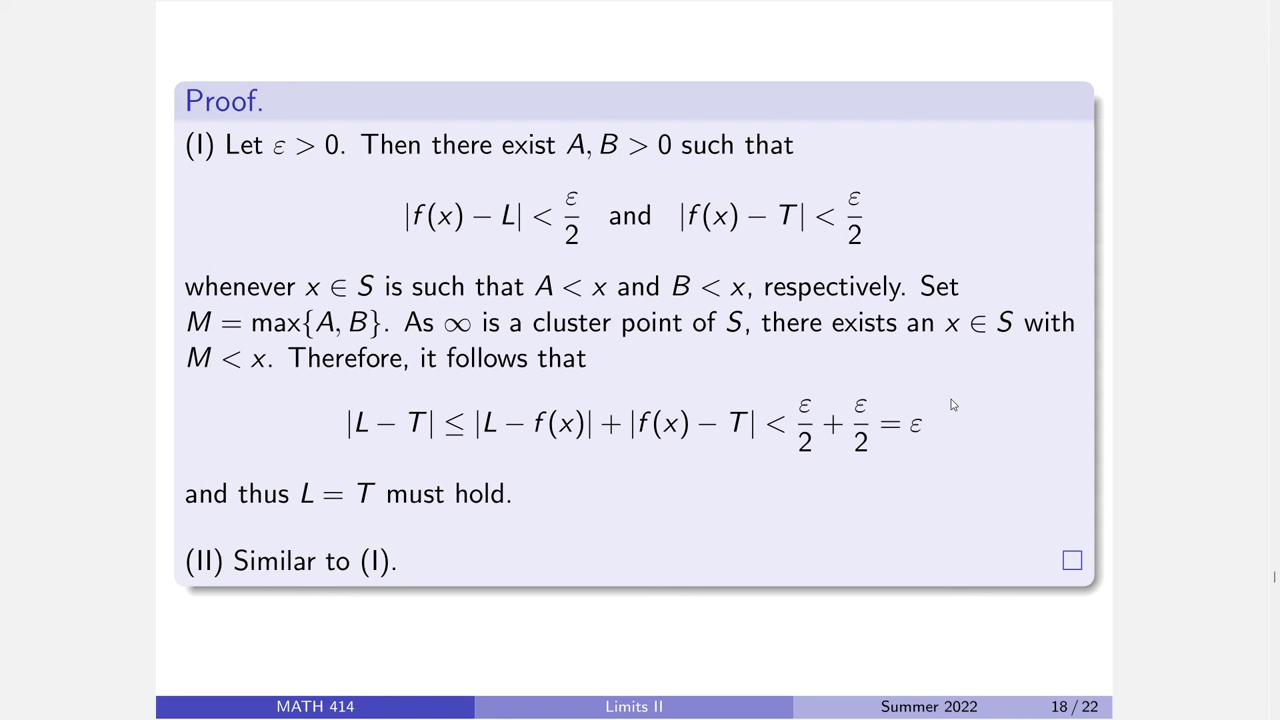 Proof.
(I) Let ε > 0. Then there exist A, B > 0 such that
|f(x) − L| < ε/2 and |f(x) − T| < ε/2
whenever x ∈ S is such that A < x and B < x, respectively. Set
M = max{A, B}. As ∞ is a cluster point of S, there exists an x ∈ S with
M < x. Therefore, it follows that
|L − T| ≤ |L − f(x)| + |f(x) − T| < ε/2 + ε/2 = ε
and thus L = T must hold.
(II) Similar to (I). □
MATH 414 Limits II Summer 2022 18 / 22